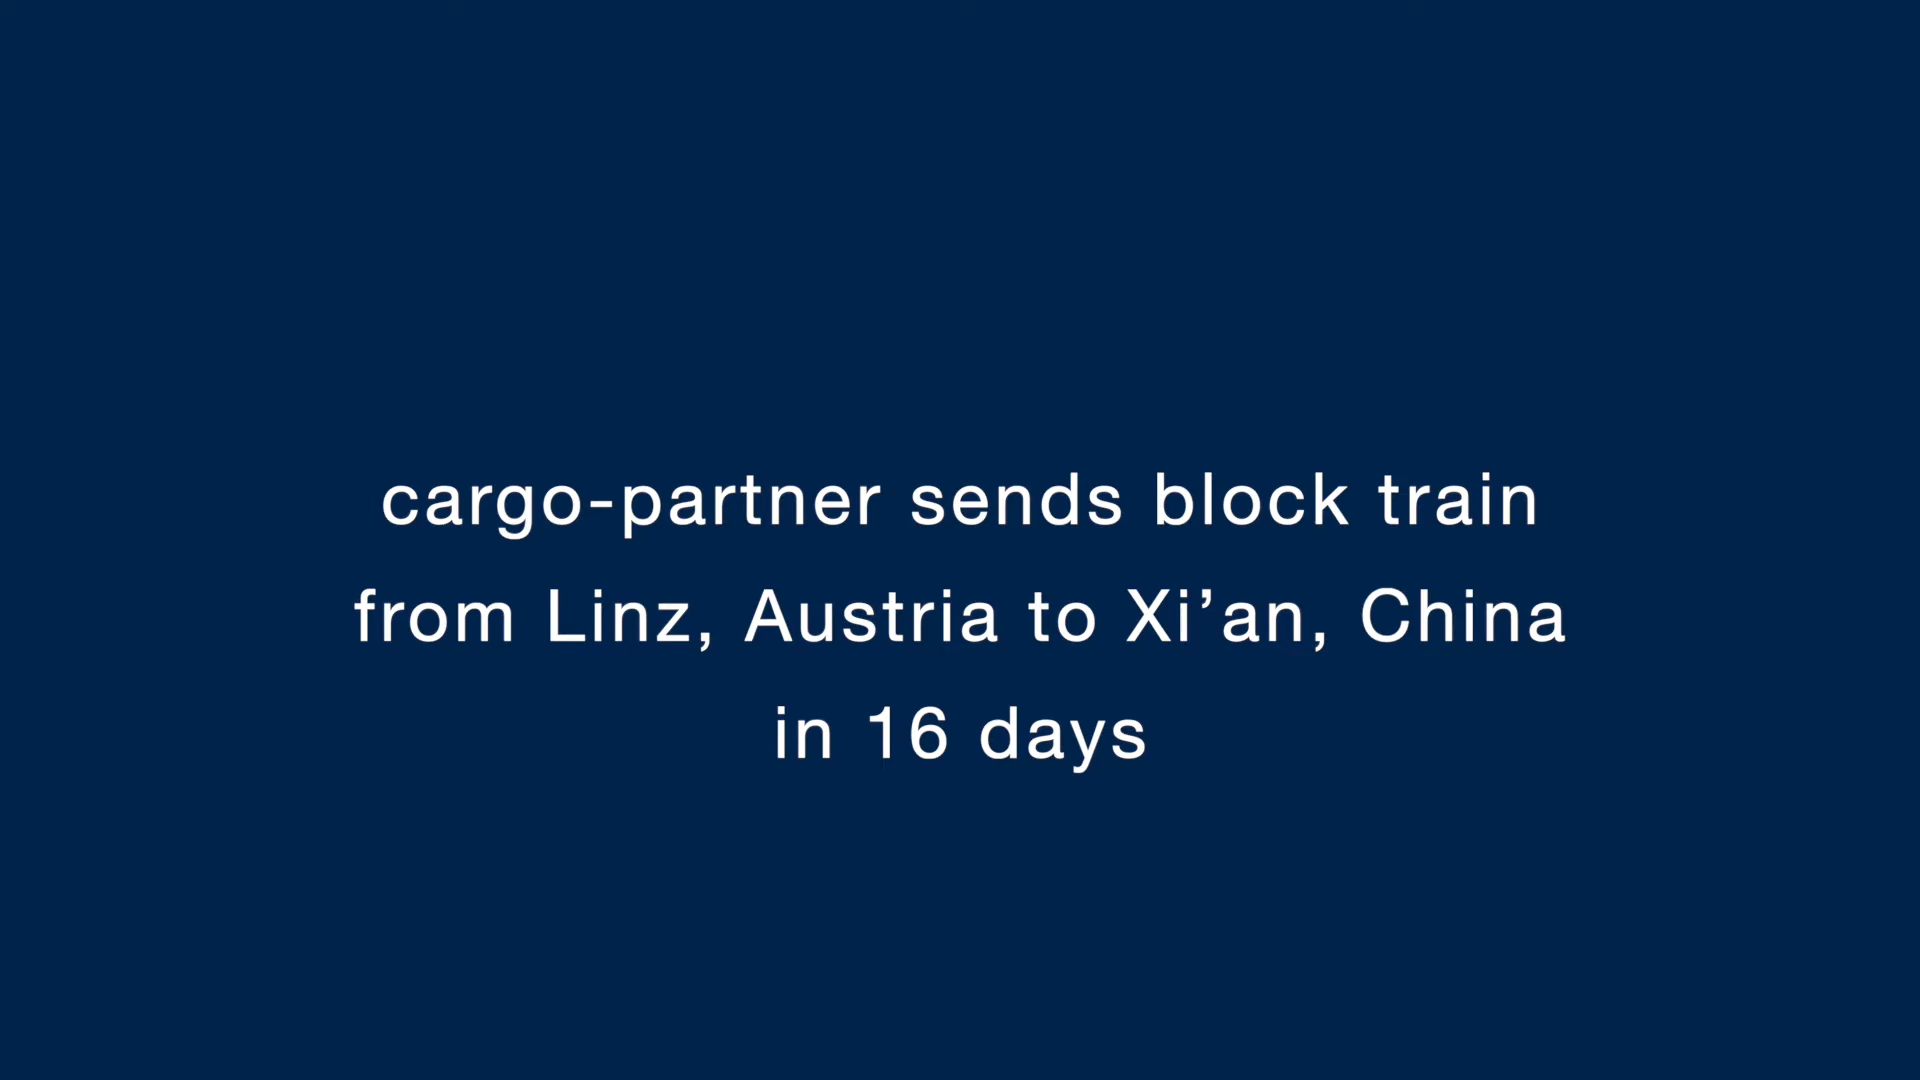 cargo-partner sends block train
from Linz, Austria to Xi’an, China
in 16 days